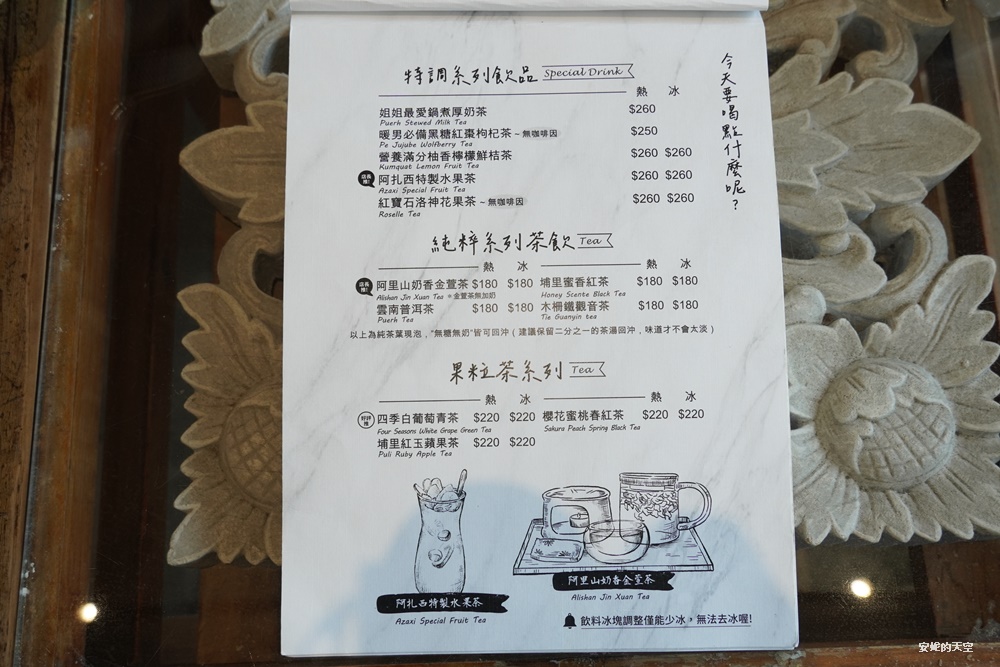 特調系列飲品 Special Drink
今天要喝點什麼呢？
熱 冰
姐姐最愛鍋煮厚奶茶 $260
Puerh Stewed Milk Tea
暖男必備黑糖紅棗枸杞茶~無咖啡因 $250
Pe Jujube Wolfberry Tea
營養滿分柚香檸檬鮮桔茶 $260 $260
Kumquat Lemon Fruit Tea
店長推! 阿扎西特製水果茶 $260 $260
Azaxi Special Fruit Tea
紅寶石洛神花果茶~無咖啡因 $260 $260
Roselle Tea
純粹系列茶飲 Tea
熱 冰 熱 冰
店長推! 阿里山奶香金萱茶 $180 $180 埔里蜜香紅茶 $180 $180
Alishan Jin Xuan Tea *金萱茶無加奶 Honey Scente Black Tea
雲南普洱茶 $180 $180 木柵鐵觀音茶 $180 $180
Puerh Tea Tie Guanyin tea
以上為純茶葉現泡，"無糖無奶"皆可回沖（建議保留二分之一的茶湯回沖，味道才不會太淡）
果粒茶系列 Tea
熱 冰 熱 冰
好評推 四季白葡萄青茶 $220 $220 櫻花蜜桃春紅茶 $220 $220
Four Seasons White Grape Green Tea Sakura Peach Spring Black Tea
埔里紅玉蘋果茶 $220 $220
Puli Ruby Apple Tea
阿里山奶香金萱茶
Alishan Jin Xuan Tea
阿扎西特製水果茶
Azaxi Special Fruit Tea
飲料冰塊調整僅能少冰，無法去冰喔!
安妮的天空